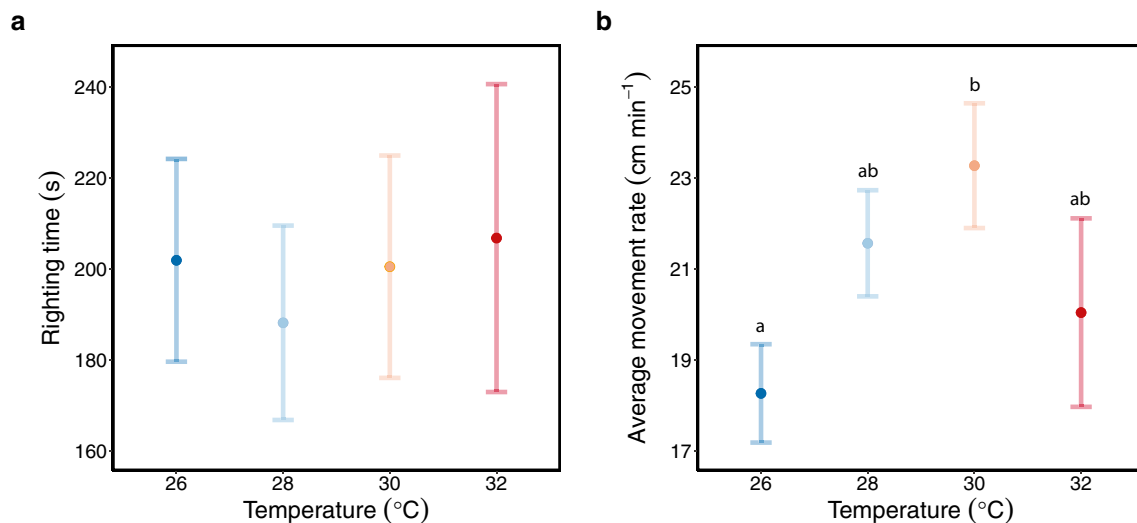 a
Righting time (s)
240
220
200
180
160
26 28 30 32
Temperature (°C)
b
Average movement rate (cm min⁻¹)
25
23
21
19
17
a
ab
b
ab
26 28 30 32
Temperature (°C)